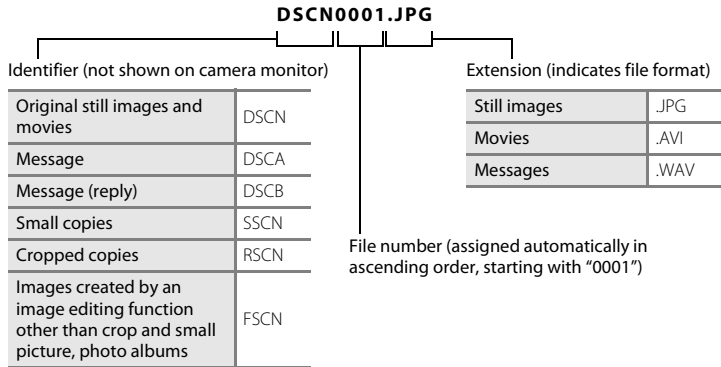 DSCN0001.JPG
Identifier (not shown on camera monitor)
Original still images and
movies
DSCN
Message
DSCA
Message (reply)
DSCB
Small copies
SSCN
Cropped copies
RSCN
Images created by an
image editing function
other than crop and small
picture, photo albums
FSCN
Extension (indicates file format)
Still images
.JPG
Movies
.AVI
Messages
.WAV
File number (assigned automatically in
ascending order, starting with “0001”)